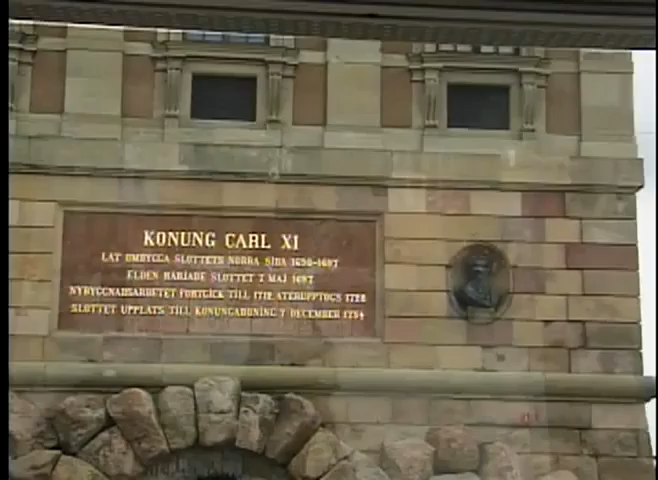 KONUNG CARL XI
LÄT OMBYGGA SLOTTETS NORRA SIDA 1690-1697
ELDEN HÄRJADE SLOTTET 7 MAJ 1697
NYBYGGNADSARBETET FORTGICK TILL 1712 ÅTERUPPTOGS 1728
SLOTTET UPPLÄTS TILL KONUNGABONING 7 DECEMBER 1754